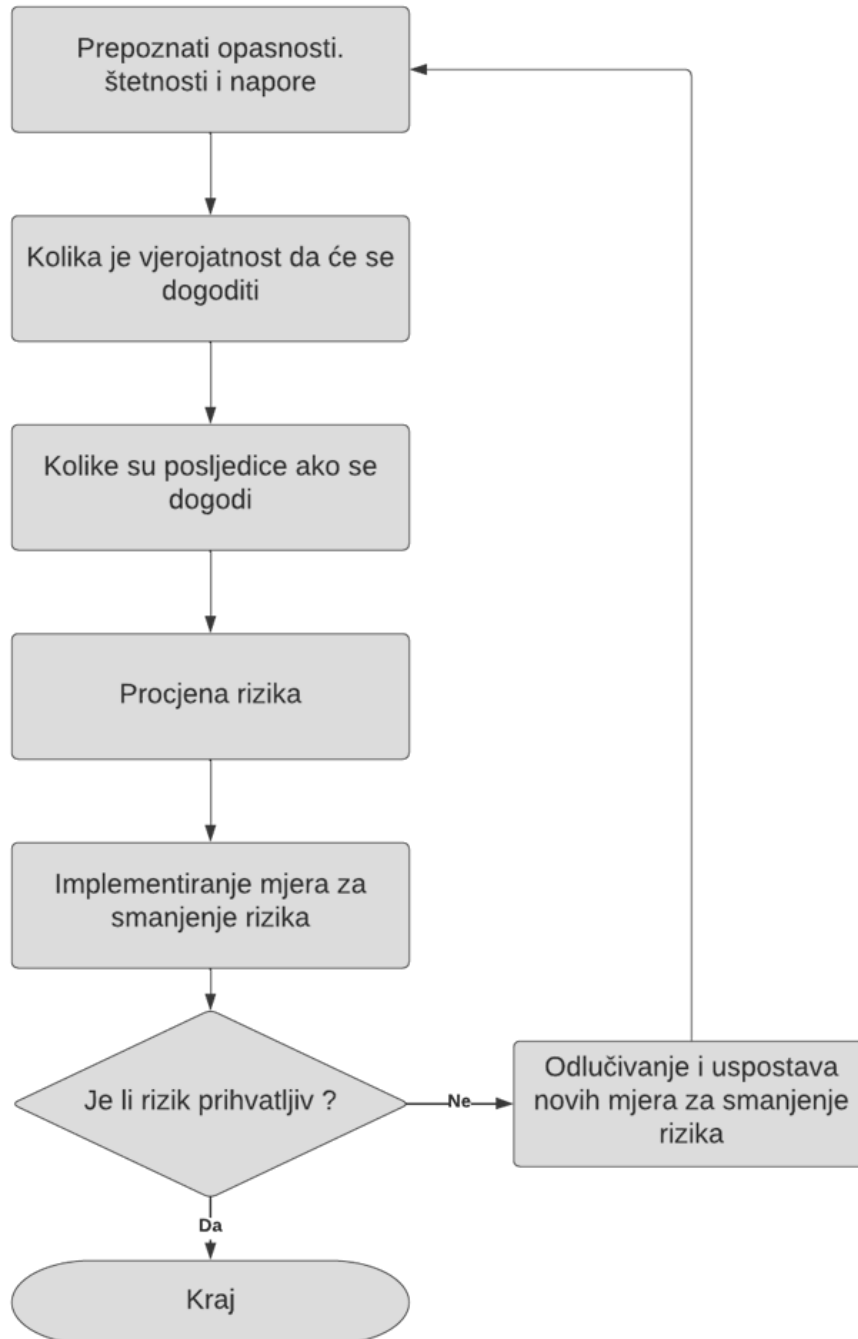 Prepoznati opasnosti.
štetnosti i napore
Kolika je vjerojatnost da će se
dogoditi
Kolike su posljedice ako se
dogodi
Procjena rizika
Implementiranje mjera za
smanjenje rizika
Je li rizik prihvatljiv ?
Ne
Odlučivanje i uspostava
novih mjera za smanjenje
rizika
Da
Kraj